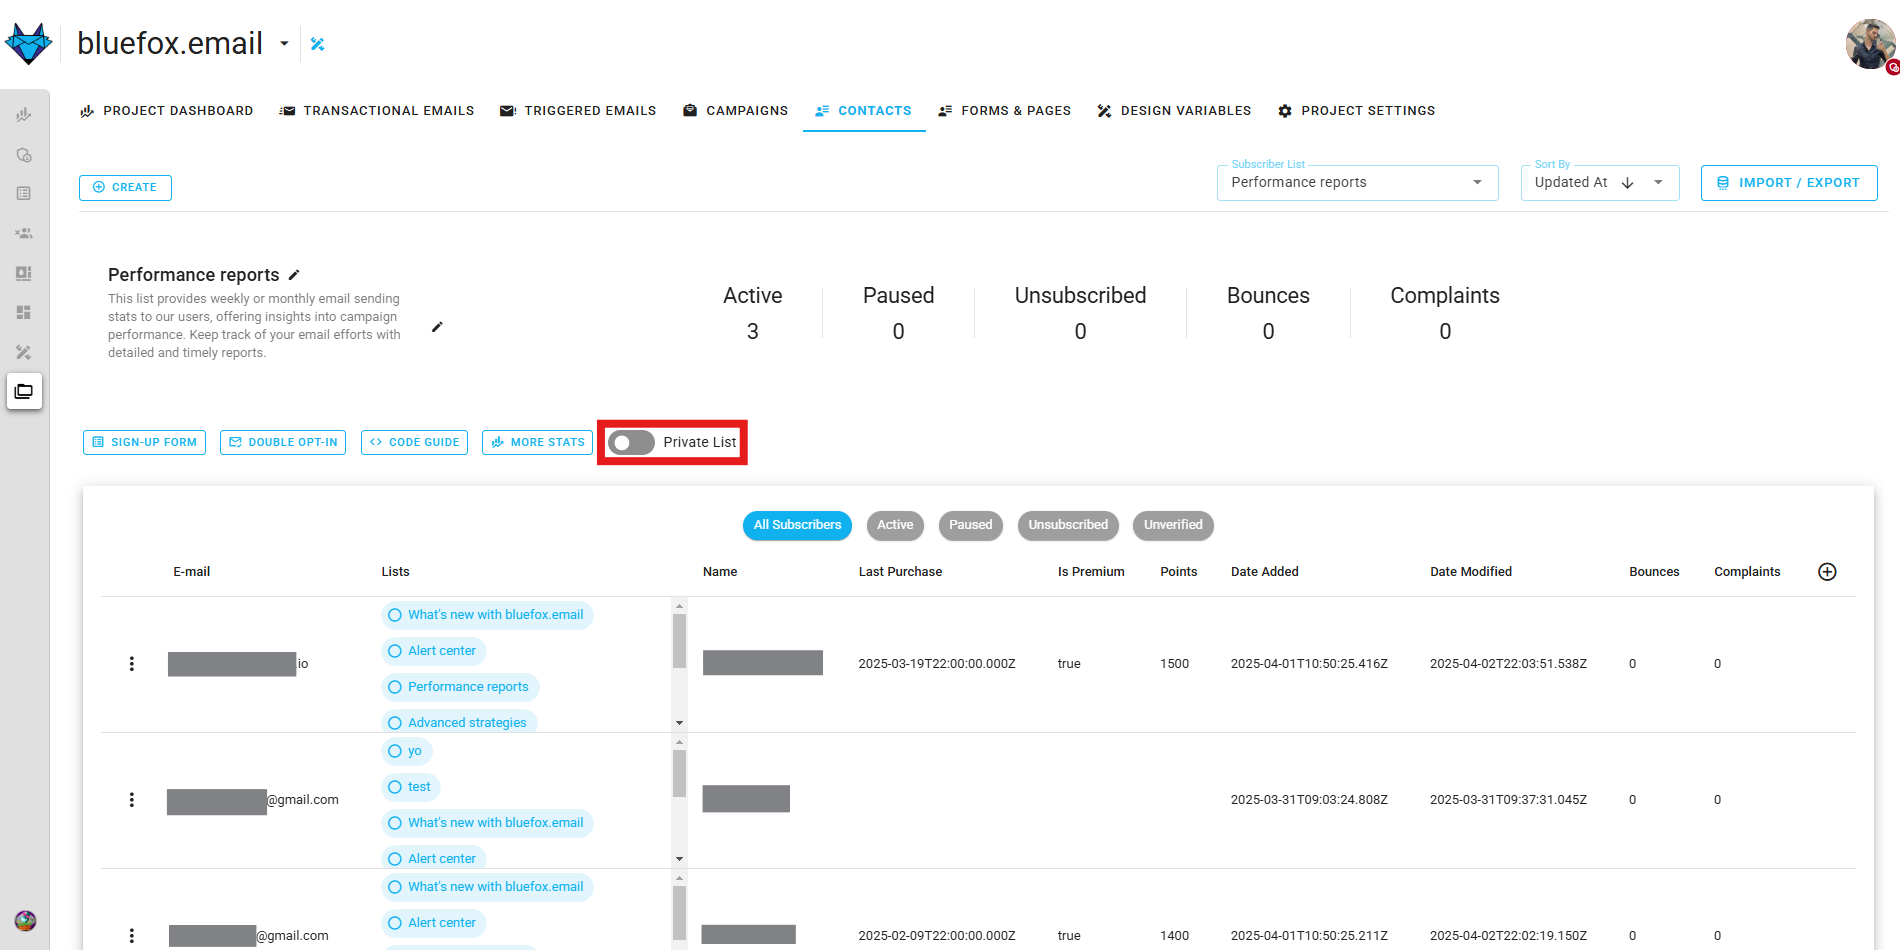 bluefox.email
PROJECT DASHBOARD TRANSACTIONAL EMAILS TRIGGERED EMAILS CAMPAIGNS CONTACTS FORMS & PAGES DESIGN VARIABLES PROJECT SETTINGS
Subscriber List Sort By
CREATE Performance reports Updated At IMPORT / EXPORT
Performance reports
This list provides weekly or monthly email sending
stats to our users, offering insights into campaign
performance. Keep track of your email efforts with
detailed and timely reports.
Active Paused Unsubscribed Bounces Complaints
3 0 0 0 0
SIGN-UP FORM DOUBLE OPT-IN CODE GUIDE MORE STATS Private List
All Subscribers Active Paused Unsubscribed Unverified
E-mail Lists Name Last Purchase Is Premium Points Date Added Date Modified Bounces Complaints
What's new with bluefox.email
Alert center
.io 2025-03-19T22:00:00.000Z true 1500 2025-04-01T10:50:25.416Z 2025-04-02T22:03:51.538Z 0 0
Performance reports
Advanced strategies
yo
test
@gmail.com 2025-03-31T09:03:24.808Z 2025-03-31T09:37:31.045Z 0 0
What's new with bluefox.email
Alert center
What's new with bluefox.email
Alert center
@gmail.com 2025-02-09T22:00:00.000Z true 1400 2025-04-01T10:50:25.211Z 2025-04-02T22:02:19.150Z 0 0